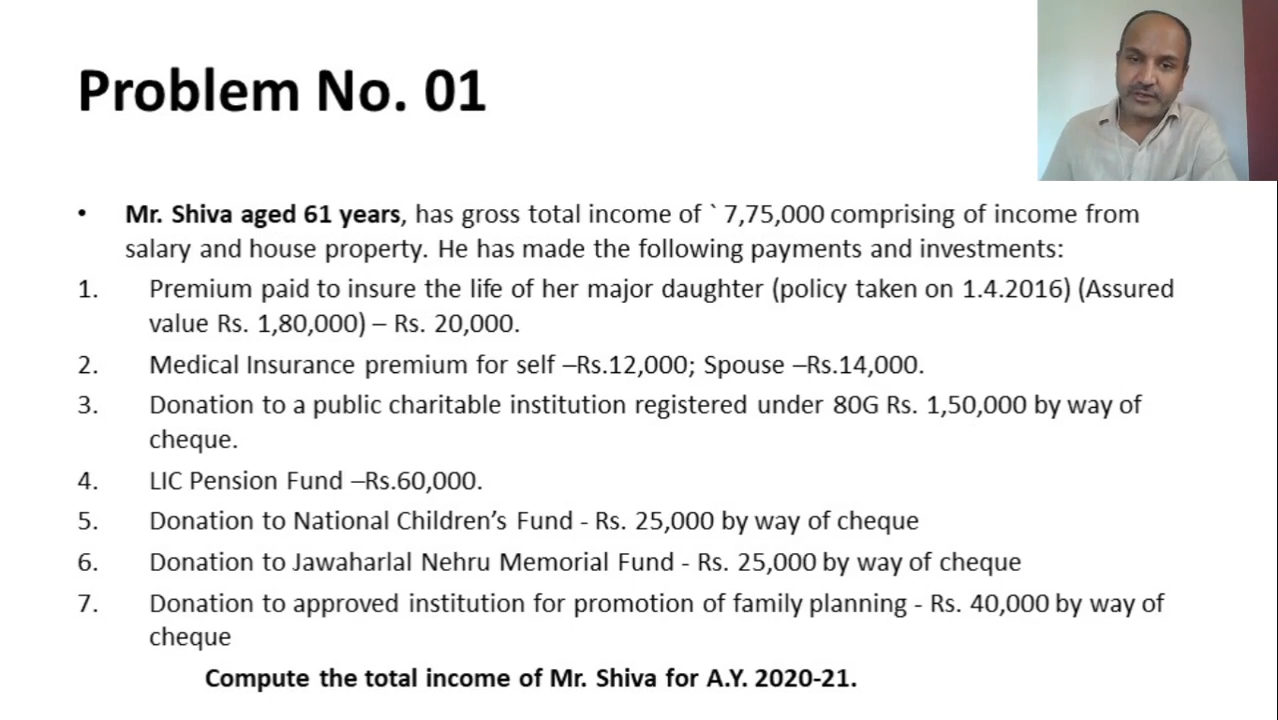 Problem No. 01
• Mr. Shiva aged 61 years, has gross total income of ` 7,75,000 comprising of income from
salary and house property. He has made the following payments and investments:
1. Premium paid to insure the life of her major daughter (policy taken on 1.4.2016) (Assured
value Rs. 1,80,000) – Rs. 20,000.
2. Medical Insurance premium for self –Rs.12,000; Spouse –Rs.14,000.
3. Donation to a public charitable institution registered under 80G Rs. 1,50,000 by way of
cheque.
4. LIC Pension Fund –Rs.60,000.
5. Donation to National Children’s Fund - Rs. 25,000 by way of cheque
6. Donation to Jawaharlal Nehru Memorial Fund - Rs. 25,000 by way of cheque
7. Donation to approved institution for promotion of family planning - Rs. 40,000 by way of
cheque
Compute the total income of Mr. Shiva for A.Y. 2020-21.